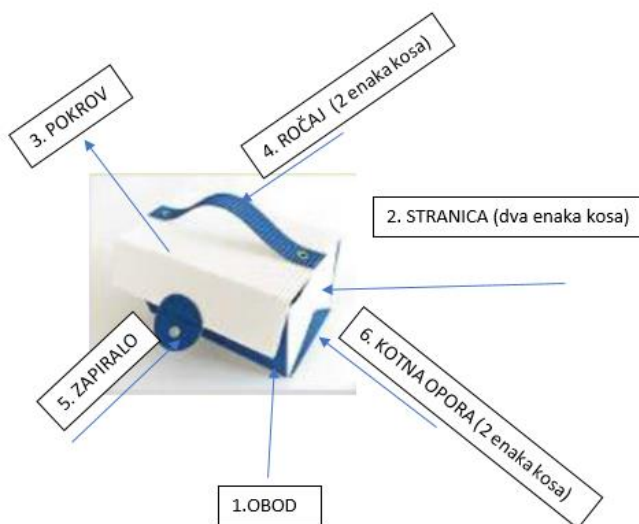 3. POKROV
4. ROČAJ (2 enaka kosa)
2. STRANICA (dva enaka kosa)
5. ZAPIRALO
6. KOTNA OPORA (2 enaka kosa)
1.OBOD